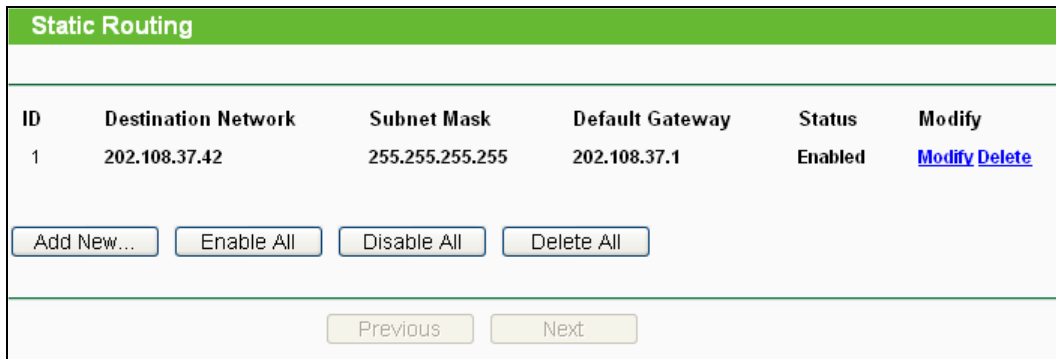 Static Routing
ID Destination Network Subnet Mask Default Gateway Status Modify
1 202.108.37.42 255.255.255.255 202.108.37.1 Enabled Modify Delete
Add New... Enable All Disable All Delete All
Previous Next